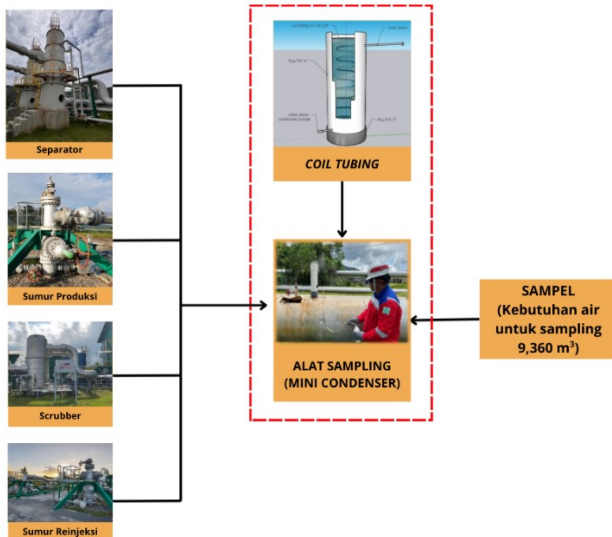 Separator
Sumur Produksi
Scrubber
Sumur Reinjeksi
COIL TUBING
ALAT SAMPLING
(MINI CONDENSER)
SAMPEL
(Kebutuhan air
untuk sampling
9,360 m³)